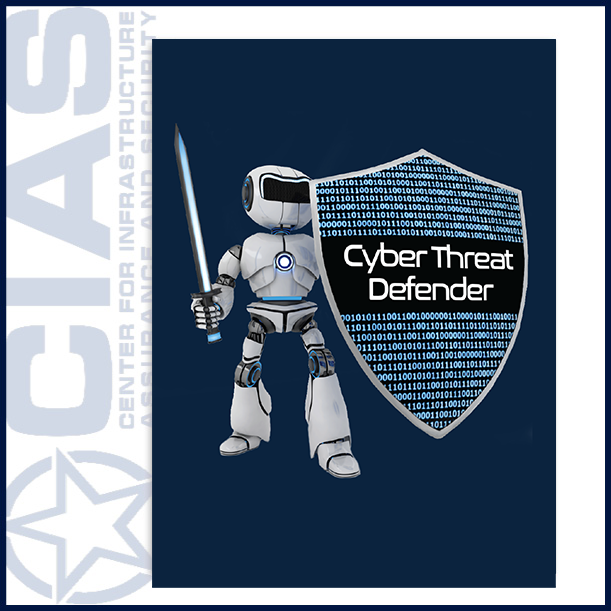 CIAS
CENTER FOR INFRASTRUCTURE
ASSURANCE AND SECURITY
Cyber Threat
Defender